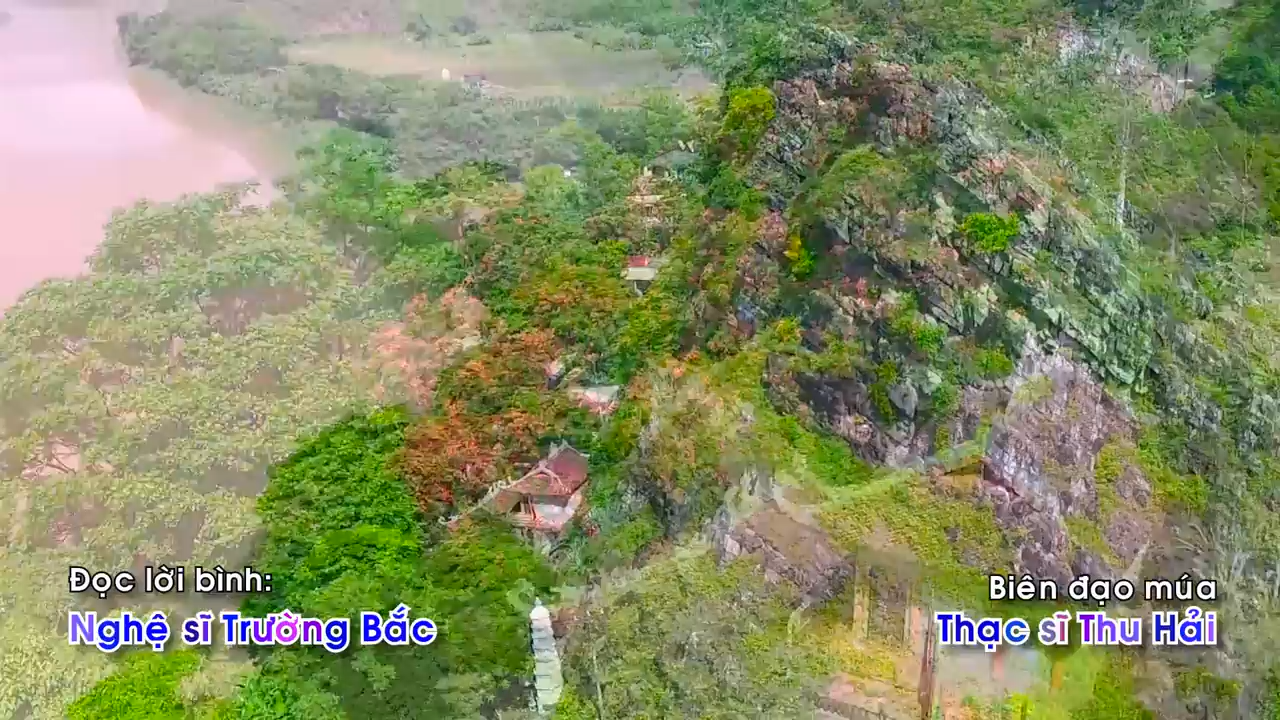 Đọc lời bình:
Nghệ sĩ Trường Bắc
Biên đạo múa
Thạc sĩ Thu Hải